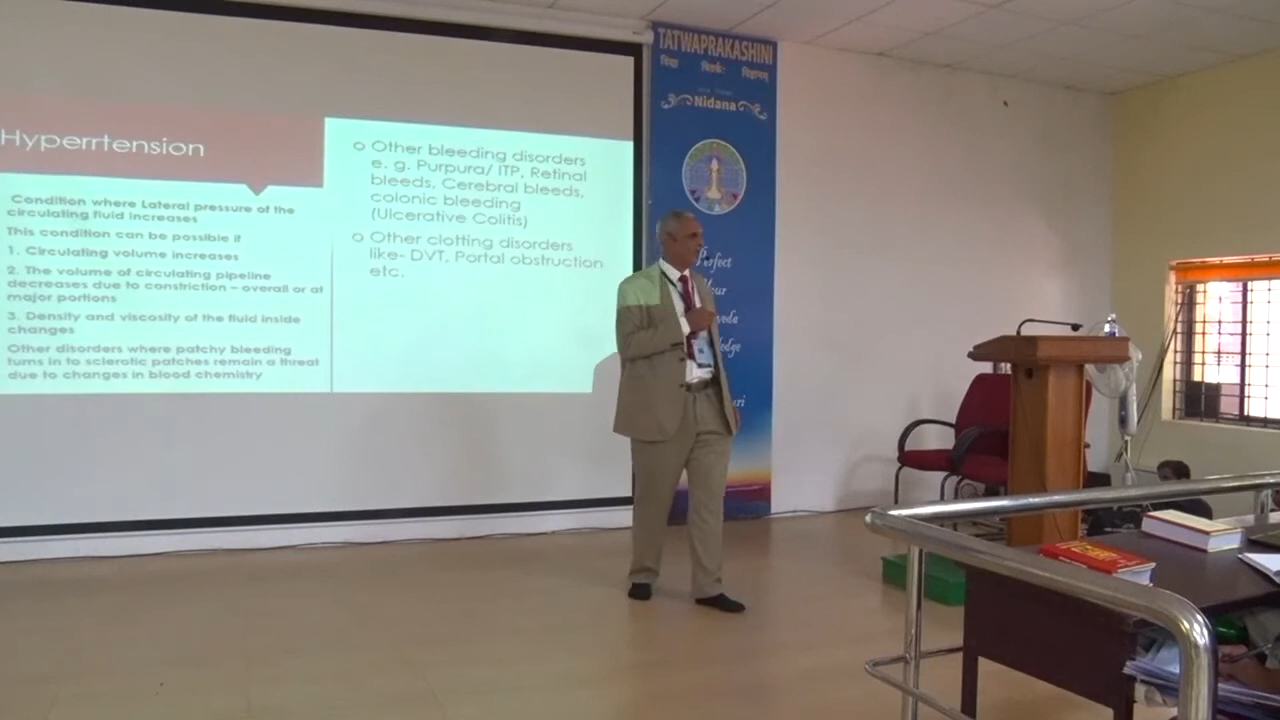 Hyperrtension
Condition where Lateral pressure of the
circulating fluid increases
This condition can be possible if
1. Circulating volume increases
2. The volume of circulating pipeline
decreases due to constriction – overall or at
major portions
3. Density and viscosity of the fluid inside
changes
Other disorders where patchy bleeding
turns in to sclerotic patches remain a threat
due to changes in blood chemistry
Other bleeding disorders
e. g. Purpura/ ITP, Retinal
bleeds, Cerebral bleeds,
colonic bleeding
(Ulcerative Colitis)
Other clotting disorders
like- DVT, Portal obstruction
etc.
TATWAPRAKASHINI
विद्या वितर्कः विज्ञानम्
Nidana
Perfect